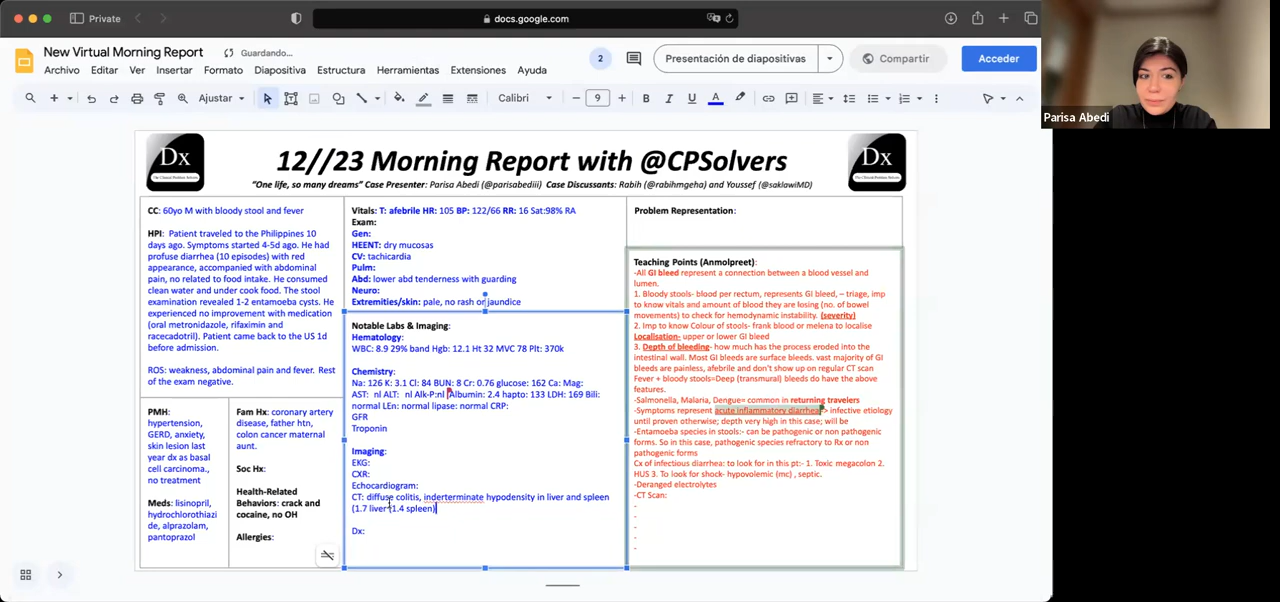 Private
docs.google.com
New Virtual Morning Report
Guardando…
Archivo Editar Ver Insertar Formato Diapositiva Estructura Herramientas Extensiones Ayuda
2
Presentación de diapositivas
Compartir
Acceder
Ajustar
Calibri
9
B I U A
Parisa Abedi
Dx
12//23 Morning Report with @CPSolvers
"One life, so many dreams" Case Presenter: Parisa Abedi (@parisabediii) Case Discussants: Rabih (@rabihmgeha) and Youssef (@saklawiMD)
Dx
CC: 60yo M with bloody stool and fever
HPI: Patient traveled to the Philippines 10
days ago. Symptoms started 4-5d ago. He had
profuse diarrhea (10 episodes) with red
appearance, accompanied with abdominal
pain, no related to food intake. He consumed
clean water and under cook food. The stool
examination revealed 1-2 entamoeba cysts. He
experienced no improvement with medication
(oral metronidazole, rifaximin and
racecadotril). Patient came back to the US 1d
before admission.
ROS: weakness, abdominal pain and fever. Rest
of the exam negative.
PMH:
hypertension,
GERD, anxiety,
skin lesion last
year dx as basal
cell carcinoma.,
no treatment
Meds: lisinopril,
hydrochlorothiazi
de, alprazolam,
pantoprazol
Fam Hx: coronary artery
disease, father htn,
colon cancer maternal
aunt.
Soc Hx:
Health-Related
Behaviors: crack and
cocaine, no OH
Allergies:
Vitals: T: afebrile HR: 105 BP: 122/66 RR: 16 Sat:98% RA
Exam:
Gen:
HEENT: dry mucosas
CV: tachicardia
Pulm:
Abd: lower abd tenderness with guarding
Neuro:
Extremities/skin: pale, no rash or jaundice
Notable Labs & Imaging:
Hematology:
WBC: 8.9 29% band Hgb: 12.1 Ht 32 MVC 78 Plt: 370k
Chemistry:
Na: 126 K: 3.1 Cl: 84 BUN: 8 Cr: 0.76 glucose: 162 Ca: Mag:
AST: nl ALT: nl Alk-P:nl Albumin: 2.4 hapto: 133 LDH: 169 Bili:
normal LEn: normal lipase: normal CRP:
GFR
Troponin
Imaging:
EKG:
CXR:
Echocardiogram:
CT: diffuse colitis, inderterminate hypodensity in liver and spleen
(1.7 liver 1.4 spleen)
Dx:
Problem Representation:
Teaching Points (Anmolpreet):
-All GI bleed represent a connection between a blood vessel and
lumen.
1. Bloody stools- blood per rectum, represents GI bleed, – triage, imp
to know vitals and amount of blood they are losing (no. of bowel
movements) to check for hemodynamic instability. (severity)
2. Imp to know Colour of stools- frank blood or melena to localise
Localisation- upper or lower GI bleed
3. Depth of bleeding- how much has the process eroded into the
intestinal wall. Most GI bleeds are surface bleeds. vast majority of GI
bleeds are painless, afebrile and don't show up on regular CT scan
Fever + bloody stools=Deep (transmural) bleeds do have the above
features.
-Salmonella, Malaria, Dengue= common in returning travelers
-Symptoms represent acute inflammatory diarrhea-> infective etiology
until proven otherwise; depth very high in this case; will be
-Entamoeba species in stools:- can be pathogenic or non pathogenic
forms. So in this case, pathogenic species refractory to Rx or non
pathogenic forms
Cx of infectious diarrhea: to look for in this pt:- 1. Toxic megacolon 2.
HUS 3. To look for shock- hypovolemic (mc) , septic.
-Deranged electrolytes
-CT Scan:
-
-
-
-
-